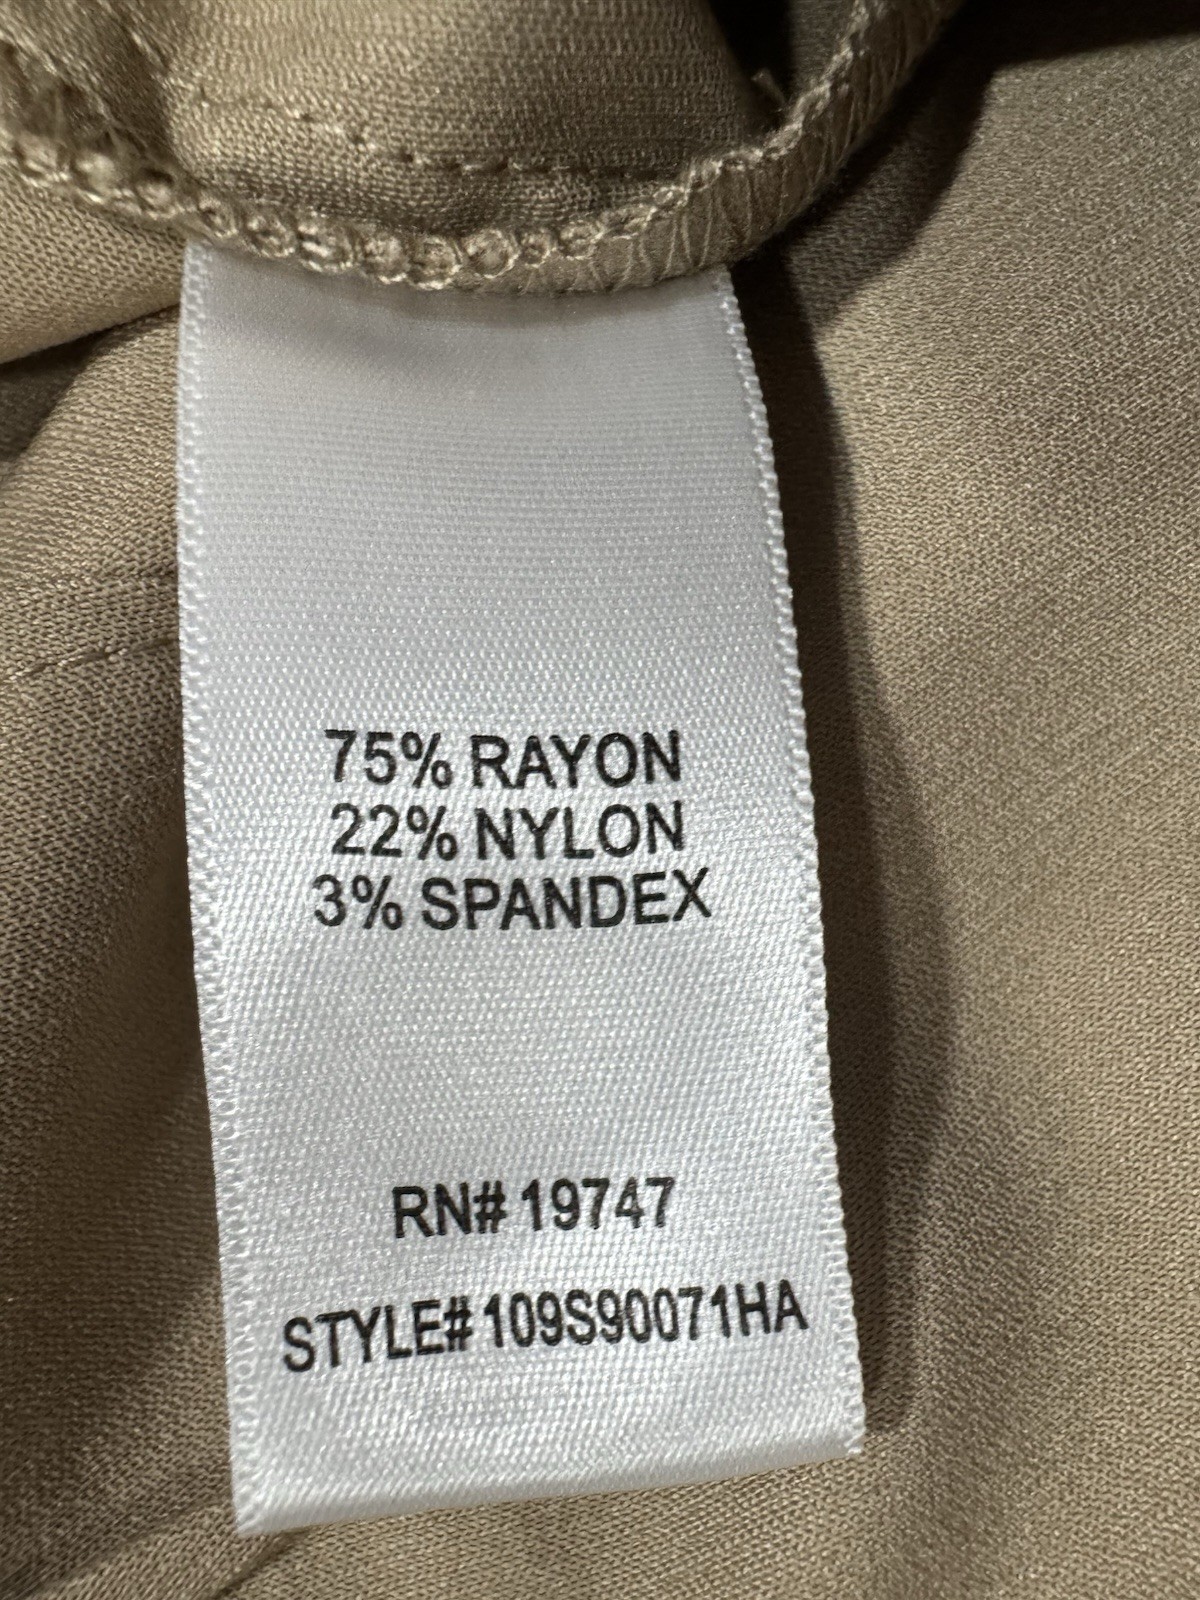 75% RAYON
22% NYLON
3% SPANDEX
RN# 19747
STYLE# 109S90071HA